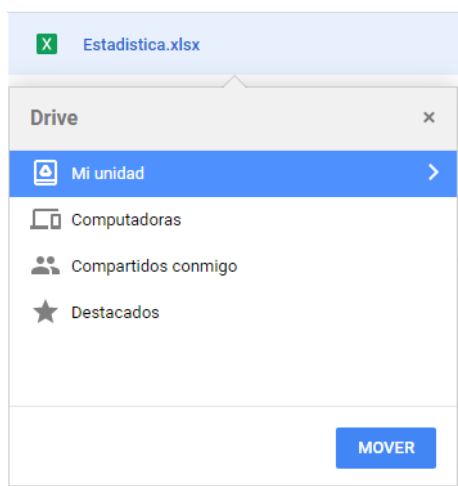 X Estadistica.xlsx
Drive ×
Mi unidad
Computadoras
Compartidos conmigo
Destacados
MOVER